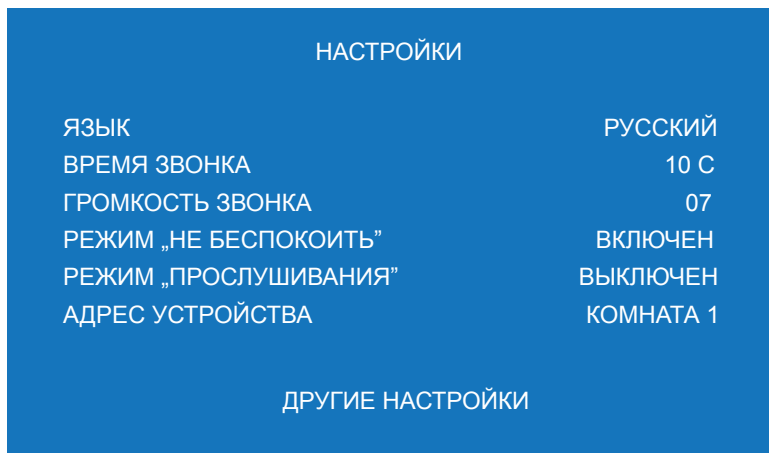 НАСТРОЙКИ
ЯЗЫК РУССКИЙ
ВРЕМЯ ЗВОНКА 10 С
ГРОМКОСТЬ ЗВОНКА 07
РЕЖИМ „НЕ БЕСПОКОИТЬ” ВКЛЮЧЕН
РЕЖИМ „ПРОСЛУШИВАНИЯ” ВЫКЛЮЧЕН
АДРЕС УСТРОЙСТВА КОМНАТА 1
ДРУГИЕ НАСТРОЙКИ